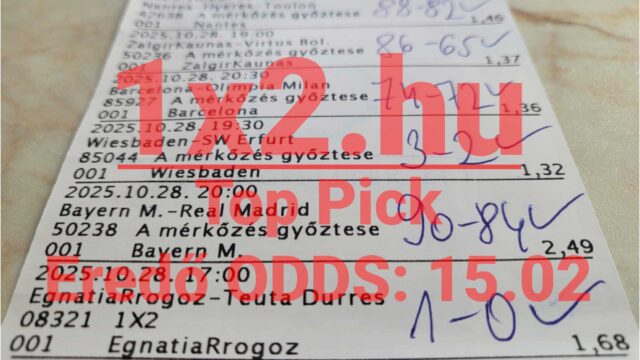 Nantes-Hyeres, Toulon
42638 A mérkőzés győztese 88-82 ✓
001 Nantes 1,46
2025.10.28. 19:00
ZalgirKaunas-Virtus Bol. 86-65 ✓
50236 A mérkőzés győztese
001 ZalgirKaunas 1,37
2025.10.28. 20:30
Barcelona-Olimpia Milan
85927 A mérkőzés győztese 74-72 ✓
001 Barcelona 1,36
2025.10.28. 19:30
Wiesbaden-SW Erfurt
85044 A mérkőzés győztese 3-2 ✓
001 Wiesbaden 1,32
2025.10.28. 20:00
Bayern M.-Real Madrid
50238 A mérkőzés győztese 90-84 ✓
001 Bayern M. 2,49
2025.10.28. 17:00
EgnatiaRrogoz-Teuta Durres
08321 1X2 1-0 ✓
001 EgnatiaRrogoz 1,68
1x2.hu
Top Pick
Eredő ODDS: 15.02